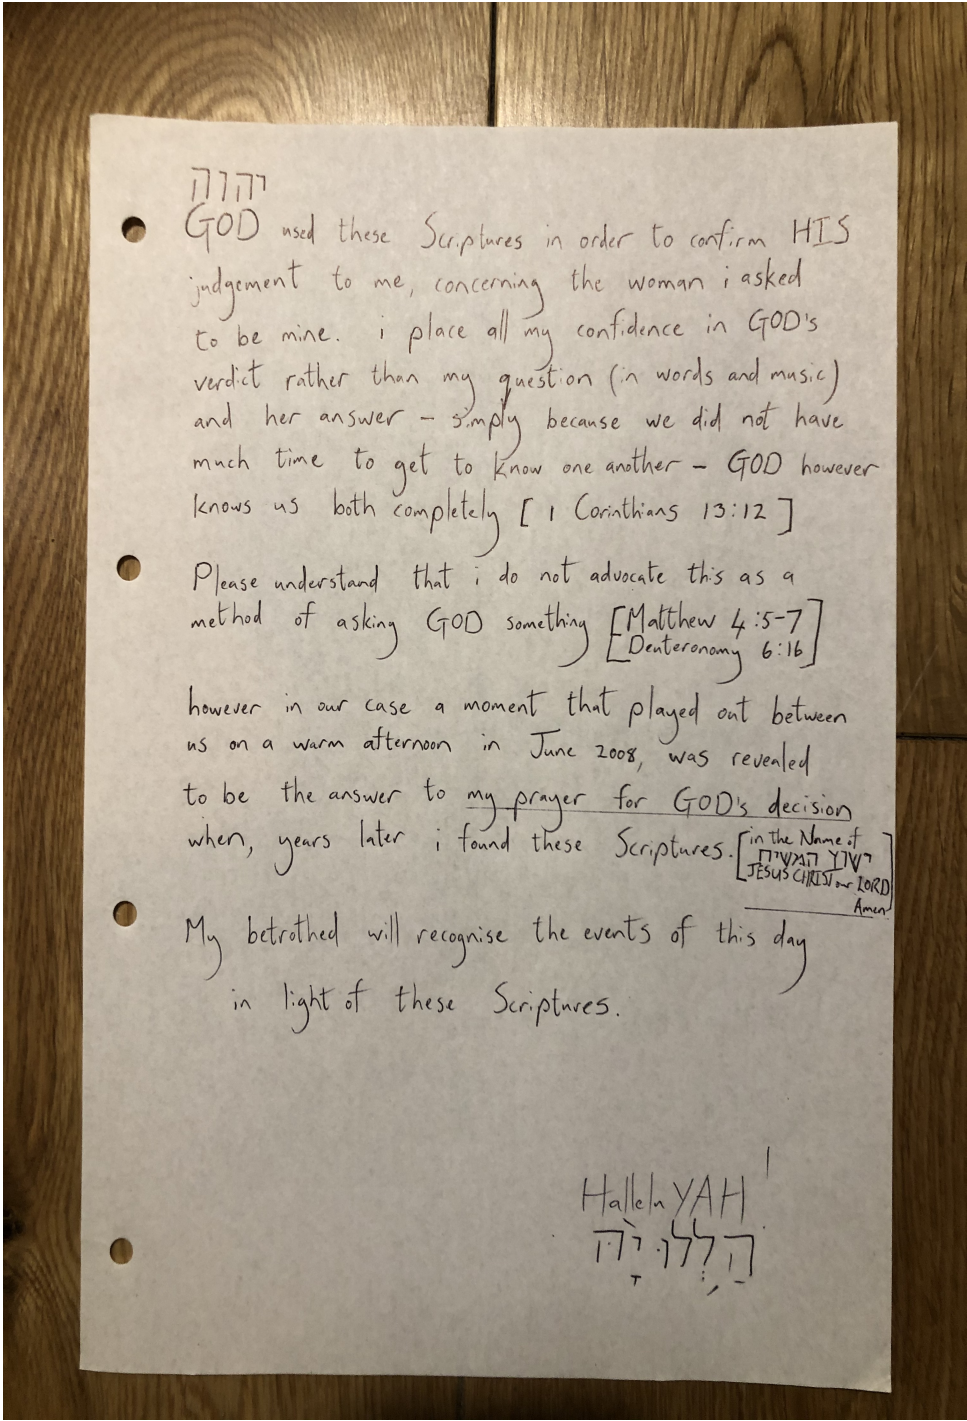 יהוה
GOD used these Scriptures in order to confirm HIS
judgement to me, concerning the woman i asked
to be mine. i place all my confidence in GOD's
verdict rather than my question (in words and music)
and her answer – simply because we did not have
much time to get to know one another – GOD however
knows us both completely [ 1 Corinthians 13:12 ]
Please understand that i do not advocate this as a
method of asking GOD something [Matthew 4:5-7
Deuteronomy 6:16]
however in our case a moment that played out between
us on a warm afternoon in June 2008, was revealed
to be the answer to my prayer for GOD's decision
when, years later i found these Scriptures. [in the Name of
ישוע המשיח
JESUS CHRIST our LORD
Amen]
My betrothed will recognise the events of this day
in light of these Scriptures.
HalleluYAH!
הַלְלוּ יָהּ